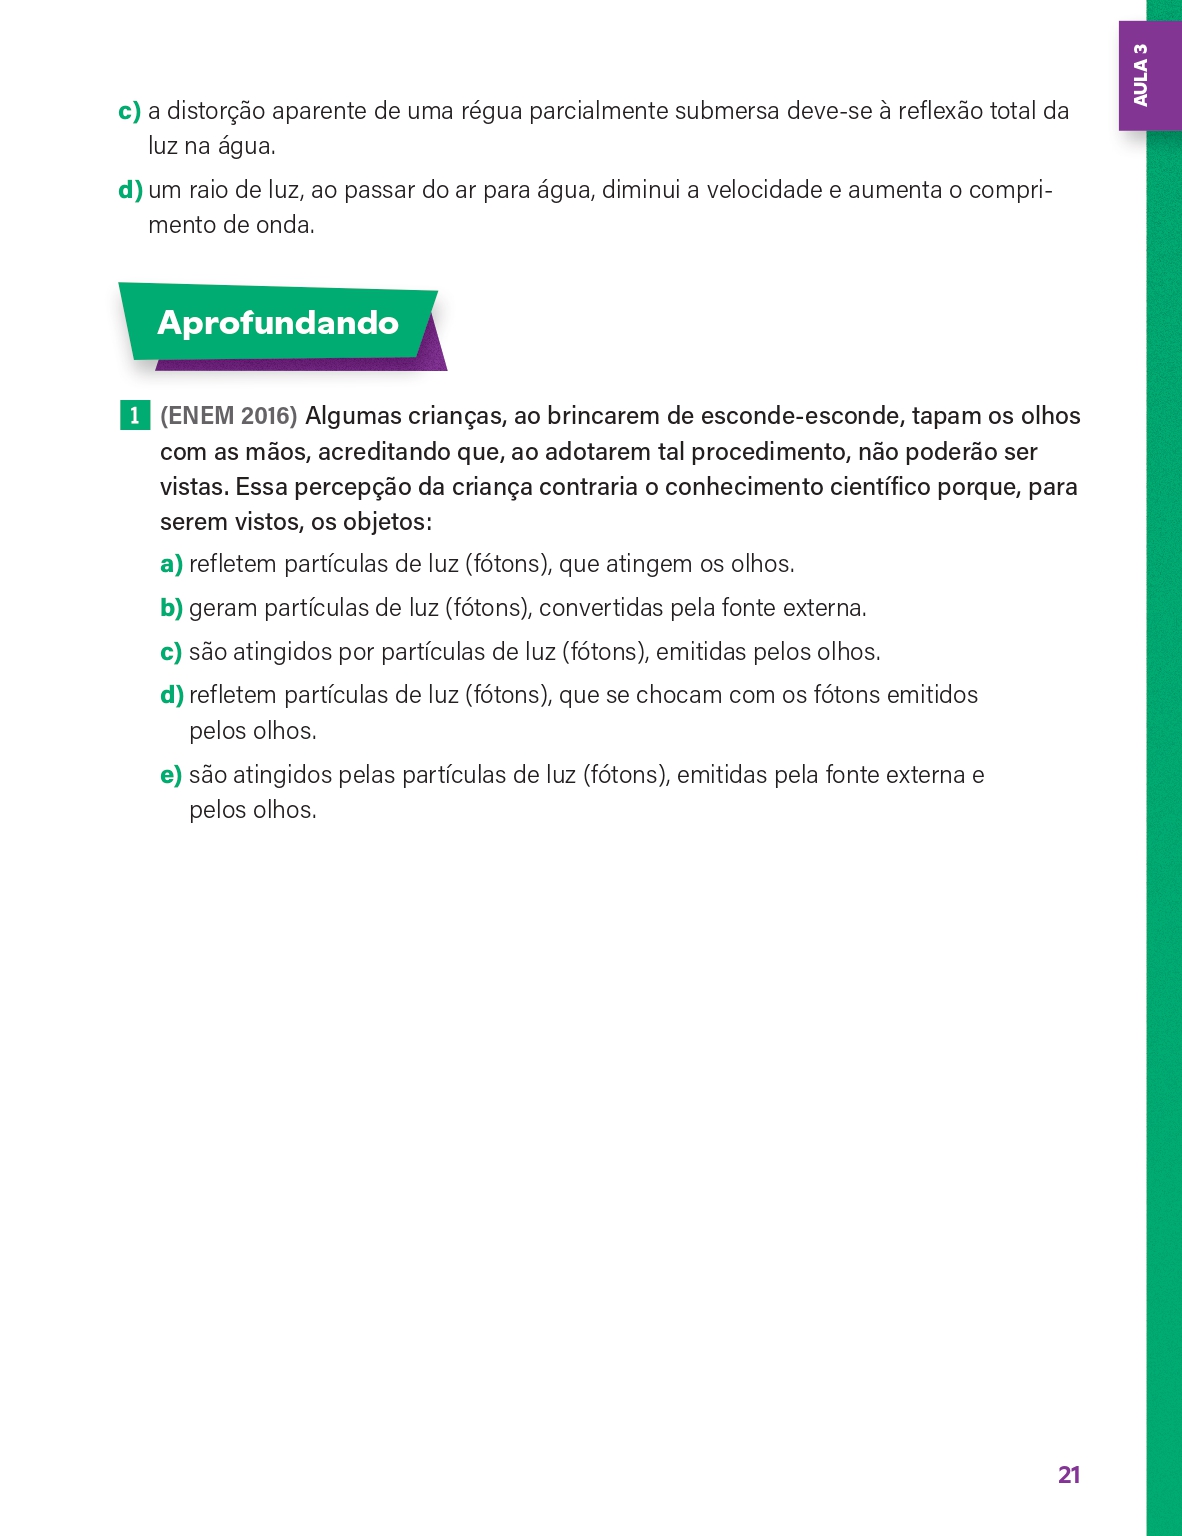 AULA 3
c) a distorção aparente de uma régua parcialmente submersa deve-se à reflexão total da
luz na água.
d) um raio de luz, ao passar do ar para água, diminui a velocidade e aumenta o compri-
mento de onda.
Aprofundando
1 (ENEM 2016) Algumas crianças, ao brincarem de esconde-esconde, tapam os olhos
com as mãos, acreditando que, ao adotarem tal procedimento, não poderão ser
vistas. Essa percepção da criança contraria o conhecimento científico porque, para
serem vistos, os objetos:
a) refletem partículas de luz (fótons), que atingem os olhos.
b) geram partículas de luz (fótons), convertidas pela fonte externa.
c) são atingidos por partículas de luz (fótons), emitidas pelos olhos.
d) refletem partículas de luz (fótons), que se chocam com os fótons emitidos
pelos olhos.
e) são atingidos pelas partículas de luz (fótons), emitidas pela fonte externa e
pelos olhos.
21